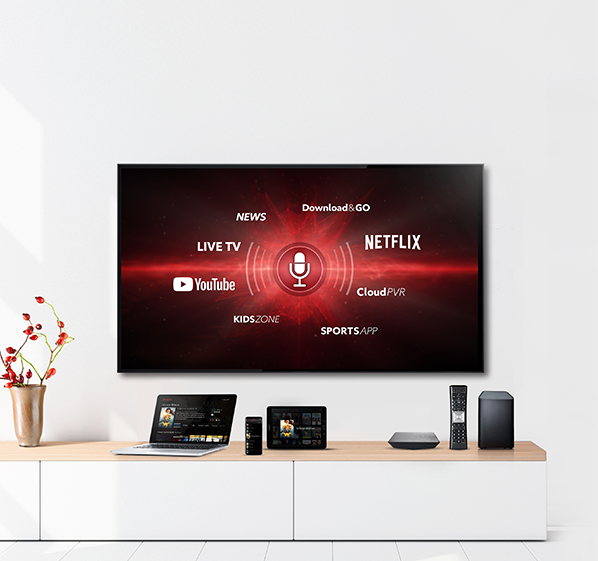 NEWS
Download&GO
LIVE TV
NETFLIX
YouTube
CloudPVR
KIDSZONE
SPORTSAPP